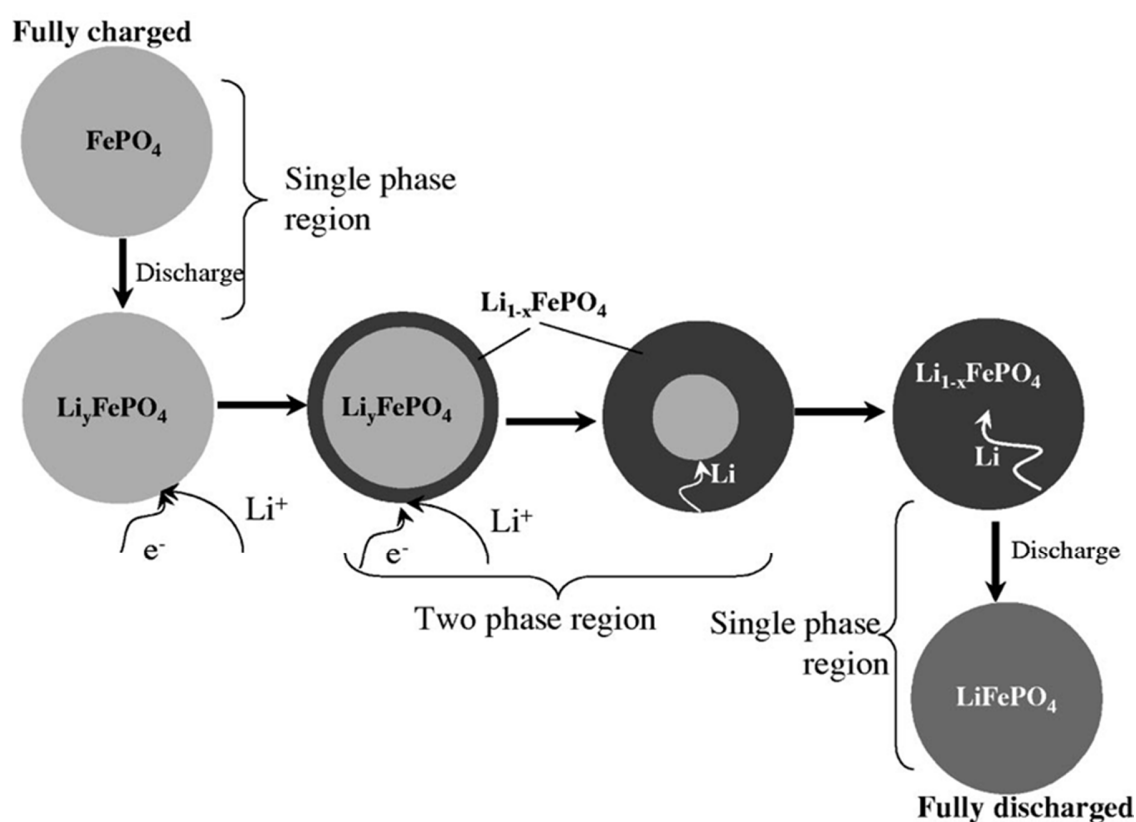 Fully charged
FePO₄
Single phase
region
Discharge
LiyFePO₄
Li⁺
e⁻
Li₁₋ₓFePO₄
LiyFePO₄
Li⁺
e⁻
Li
Two phase region
Li₁₋ₓFePO₄
Li
Discharge
Single phase
region
LiFePO₄
Fully discharged